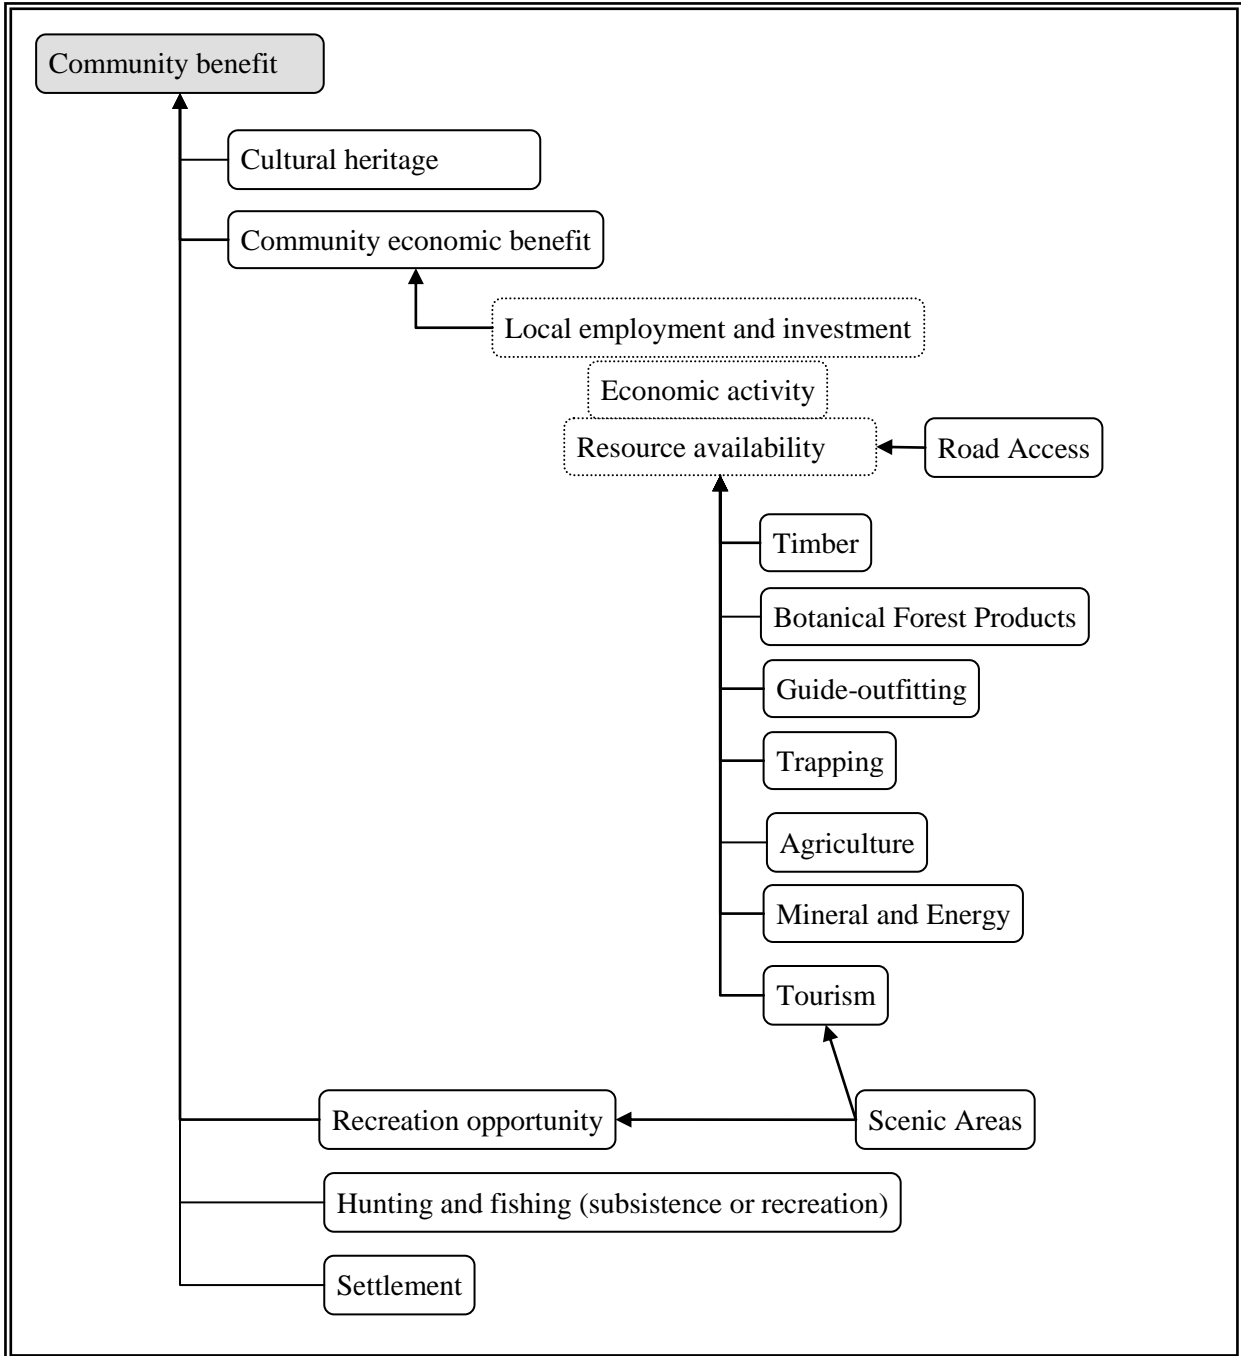 Community benefit
Cultural heritage
Community economic benefit
Local employment and investment
Economic activity
Resource availability
Road Access
Timber
Botanical Forest Products
Guide-outfitting
Trapping
Agriculture
Mineral and Energy
Tourism
Recreation opportunity
Scenic Areas
Hunting and fishing (subsistence or recreation)
Settlement